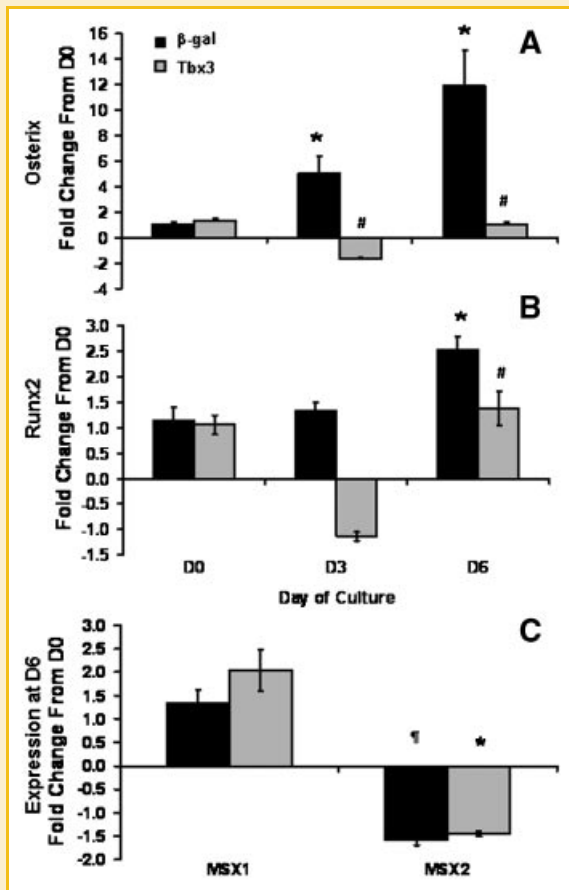 A
β-gal
Tbx3
Osterix
Fold Change From D0
16
14
12
10
8
6
4
2
0
2
4
*
#
*
#
B
Runx2
Fold Change From D0
3.0
2.5
2.0
1.5
1.0
0.5
0.0
-0.5
-1.0
-1.5
*
#
D0 D3 D6
Day of Culture
C
Expression at D6
Fold Change From D0
3.0
2.5
2.0
1.5
1.0
0.5
0.0
-0.5
-1.0
-1.5
-2.0
¶ *
MSX1 MSX2